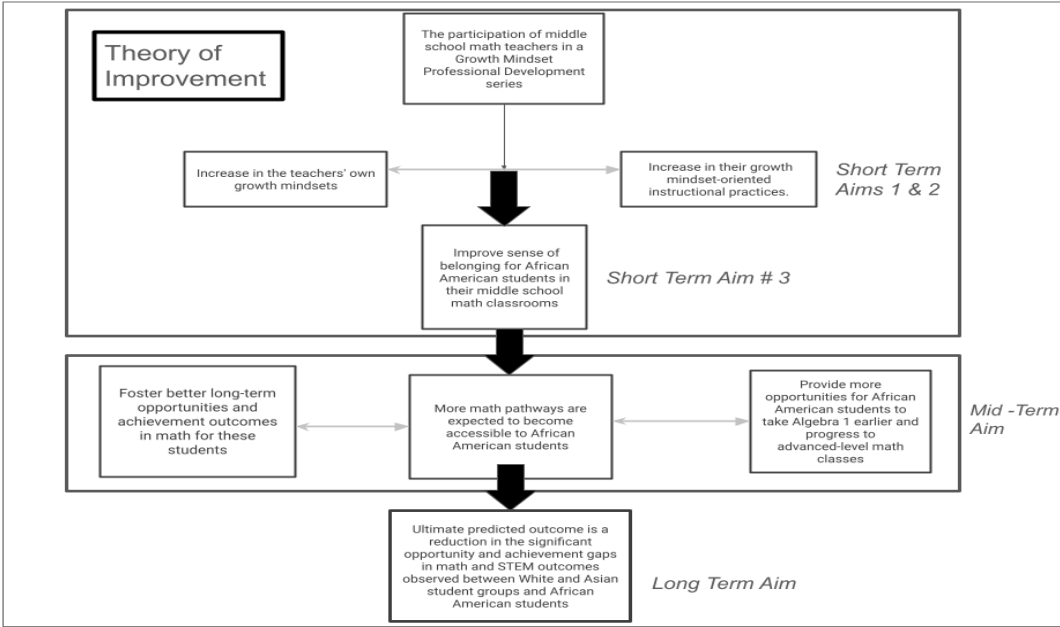 Theory of
Improvement
The participation of middle
school math teachers in a
Growth Mindset
Professional Development
series
Increase in the teachers' own
growth mindsets
Increase in their growth
mindset-oriented
instructional practices.
Short Term
Aims 1 & 2
Improve sense of
belonging for African
American students in
their middle school
math classrooms
Short Term Aim # 3
Foster better long-term
opportunities and
achievement outcomes
in math for these
students
More math pathways are
expected to become
accessible to African
American students
Provide more
opportunities for African
American students to
take Algebra 1 earlier and
progress to
advanced-level math
classes
Mid -Term
Aim
Ultimate predicted outcome is a
reduction in the significant
opportunity and achievement gaps
in math and STEM outcomes
observed between White and Asian
student groups and African
American students
Long Term Aim